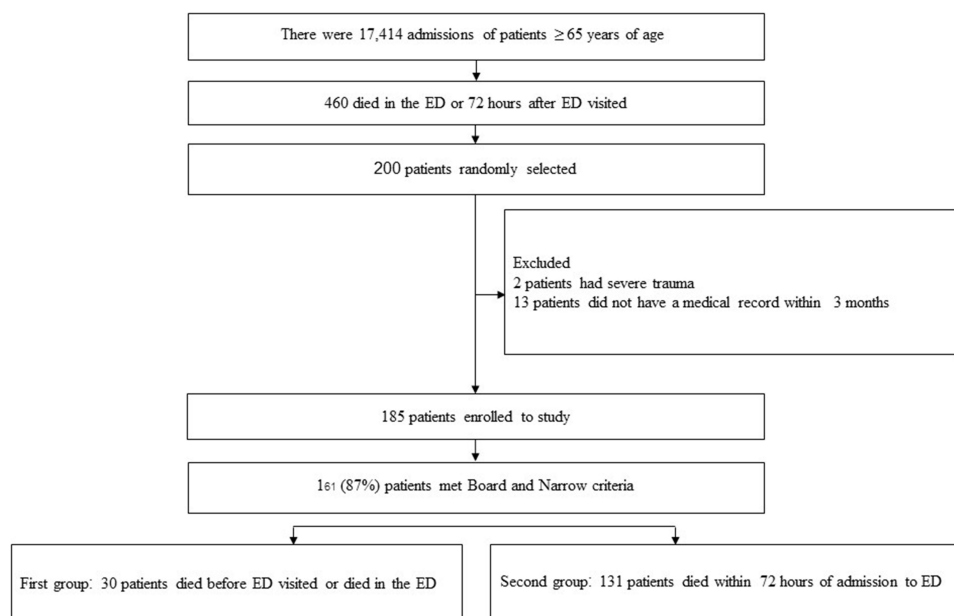 There were 17,414 admissions of patients ≥65 years of age
460 died in the ED or 72 hours after ED visited
200 patients randomly selected
Excluded
2 patients had severe trauma
13 patients did not have a medical record within 3 months
185 patients enrolled to study
161 (87%) patients met Board and Narrow criteria
First group: 30 patients died before ED visited or died in the ED
Second group: 131 patients died within 72 hours of admission to ED